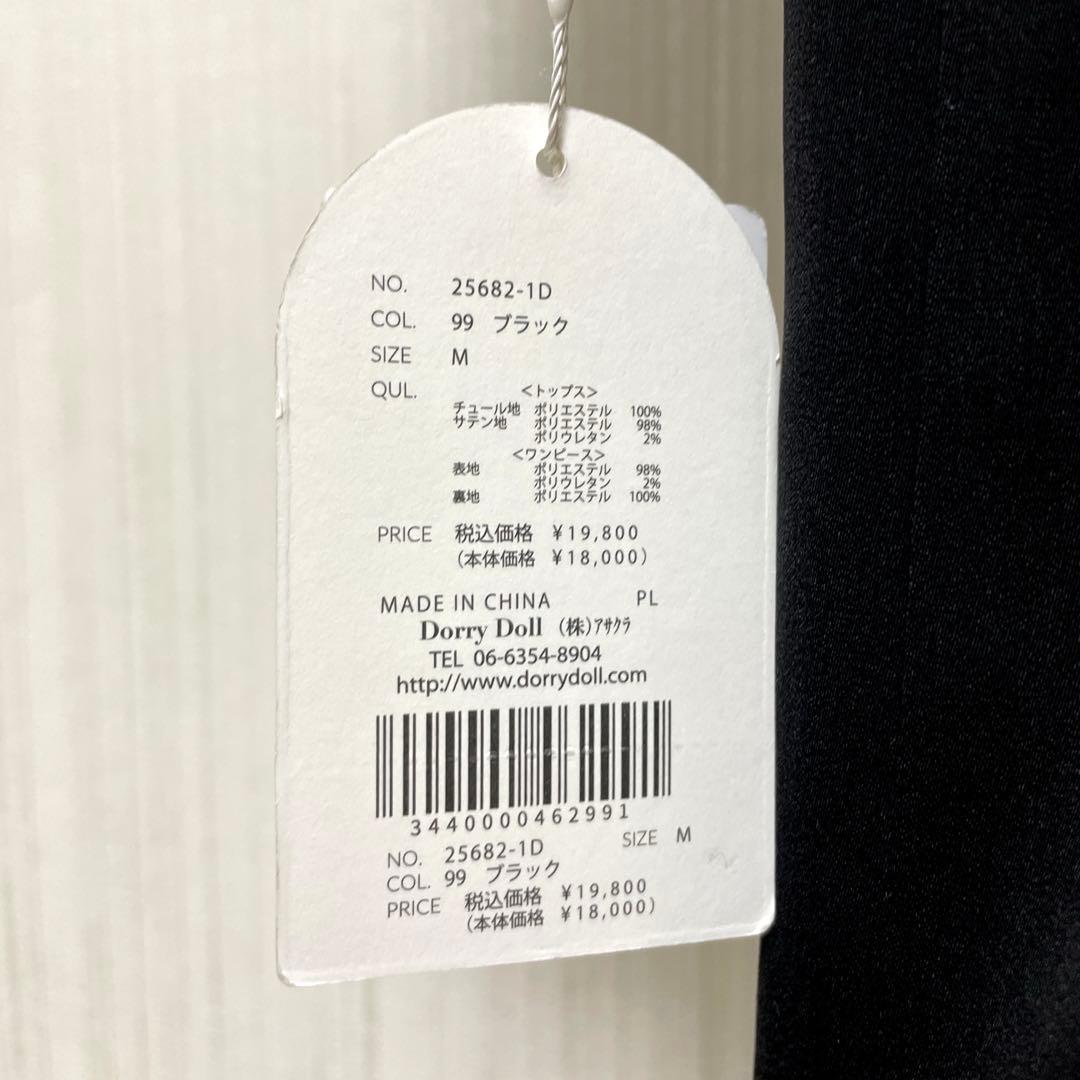 NO. 25682-1D
COL. 99 ブラック
SIZE M
QUL. <トップス>
チュール地 ポリエステル 100%
サテン地 ポリエステル 98%
ポリウレタン 2%
<ワンピース>
表地 ポリエステル 98%
ポリウレタン 2%
裏地 ポリエステル 100%
PRICE 税込価格 ¥19,800
(本体価格 ¥18,000)
MADE IN CHINA PL
Dorry Doll (株)アサクラ
TEL 06-6354-8904
http://www.dorrydoll.com
3440000462991
NO. 25682-1D SIZE M
COL. 99 ブラック
PRICE 税込価格 ¥19,800
(本体価格 ¥18,000)